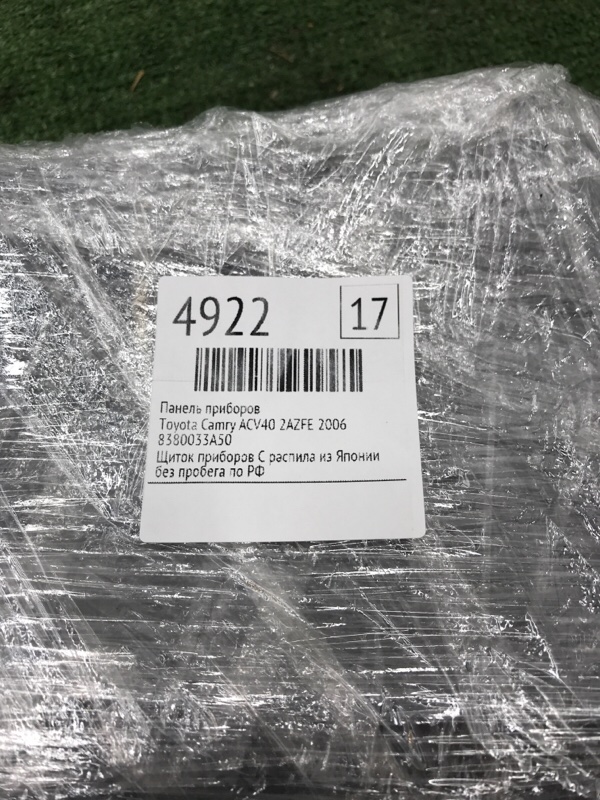 4922 17
Панель приборов
Toyota Camry ACV40 2AZFE 2006
8380033A50
Щиток приборов С распила из Японии
без пробега по РФ